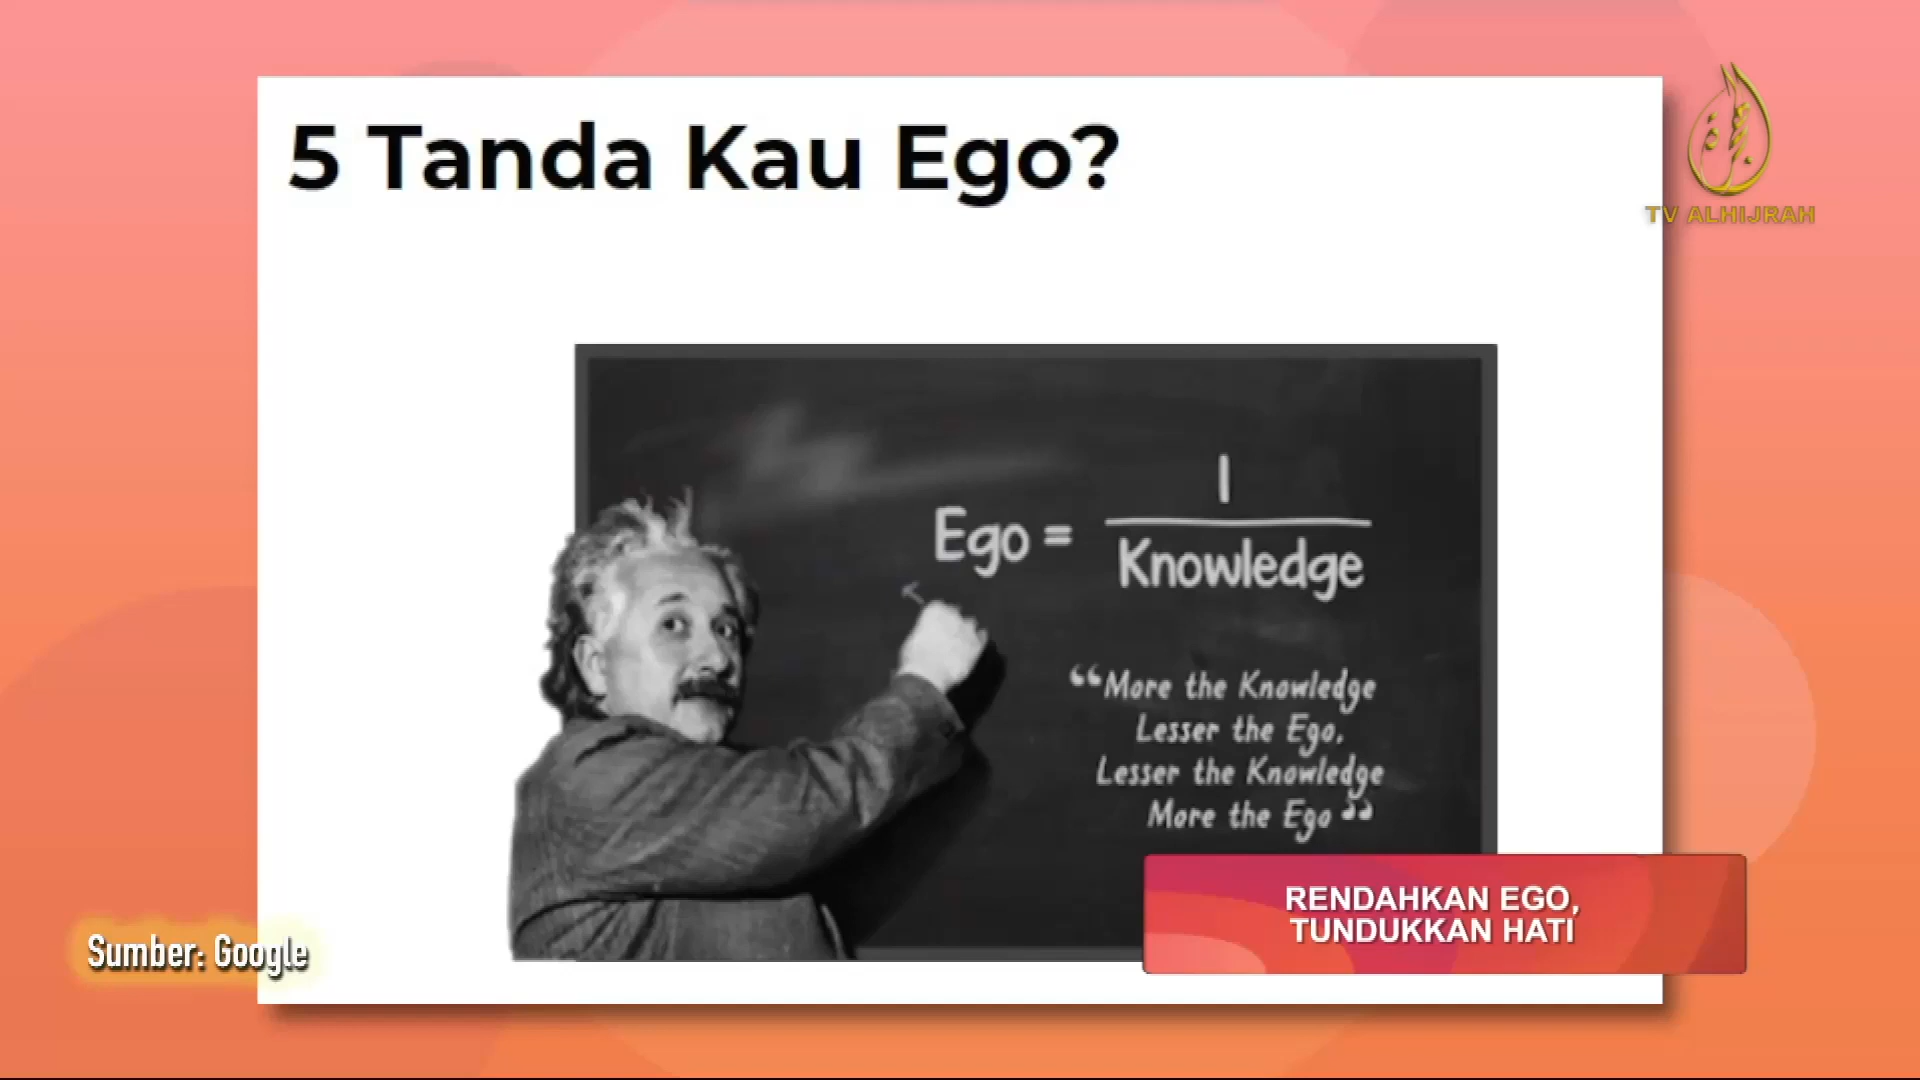 5 Tanda Kau Ego?
TV ALHIJRAH
Ego = 1
Knowledge
“More the Knowledge
Lesser the Ego,
Lesser the Knowledge
More the Ego”
RENDAHKAN EGO,
TUNDUKKAN HATI
Sumber: Google